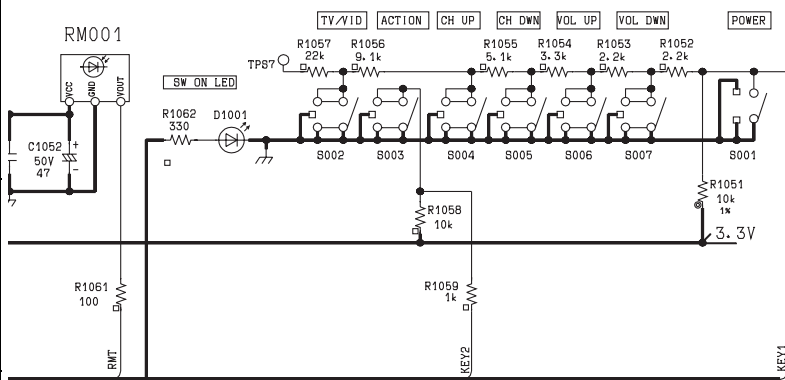 TV/VID ACTION CH UP CH DWN VOL UP VOL DWN POWER
RM001
R1057
22k
R1056
9.1k
R1055
5.1k
R1054
3.3k
R1053
2.2k
R1052
2.2k
TPS7
VCC
GND
VOUT
SW ON LED
R1062
330
D1001
C1052
50V
47
+
-
S002 S003 S004 S005 S006 S007 S001
R1058
10k
R1051
10k
1%
3.3V
R1061
100
R1059
1k
RMT
KEY2
KEY1